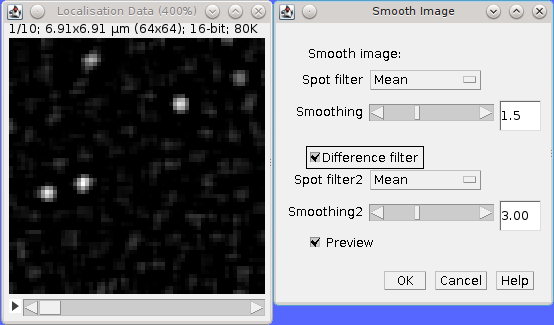 Localisation Data (400%)
1/10; 6.91x6.91 µm (64x64); 16-bit; 80K
Smooth Image
Smooth image:
Spot filter Mean
Smoothing 1.5
Difference filter
Spot filter2 Mean
Smoothing2 3.00
Preview
OK Cancel Help